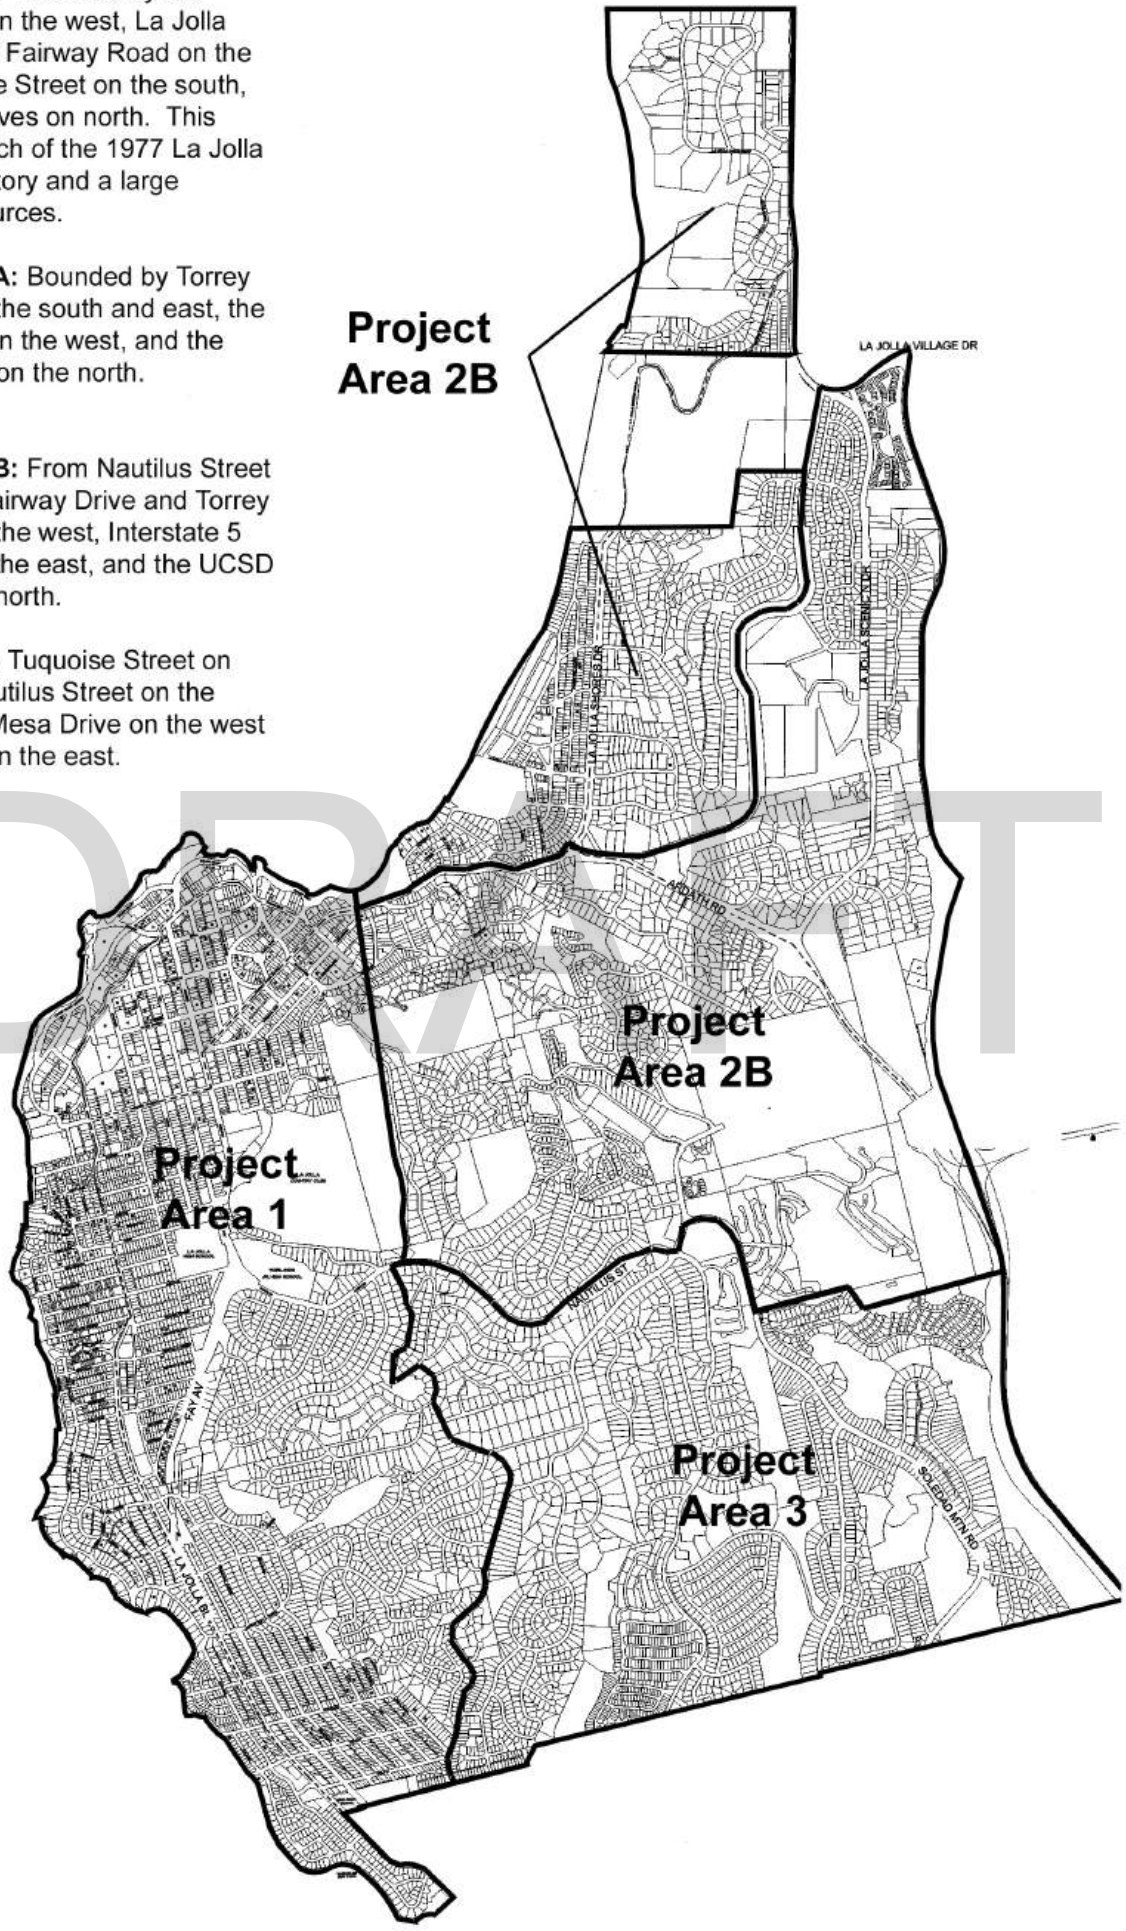 n the west, La Jolla
Fairway Road on the
e Street on the south,
ves on north.  This
ch of the 1977 La Jolla
tory and a large
urces.
A: Bounded by Torrey
the south and east, the
n the west, and the
on the north.
B: From Nautilus Street
airway Drive and Torrey
the west, Interstate 5
he east, and the UCSD
north.
Tuquoise Street on
utilus Street on the
Mesa Drive on the west
n the east.
Project
Area 2B
LA JOLLA VILLAGE DR
LA JOLLA SCENIC N DR
LA JOLLA SHORES DR
DRAFT
ARDATH RD
Project
Area 2B
Project
Area 1
LA JOLLA
COUNTRY CLUB
LA JOLLA
HIGH SCHOOL
NAUTILUS ST
FAY AV
Project
Area 3
SOLEDAD MTN RD
LA JOLLA BL